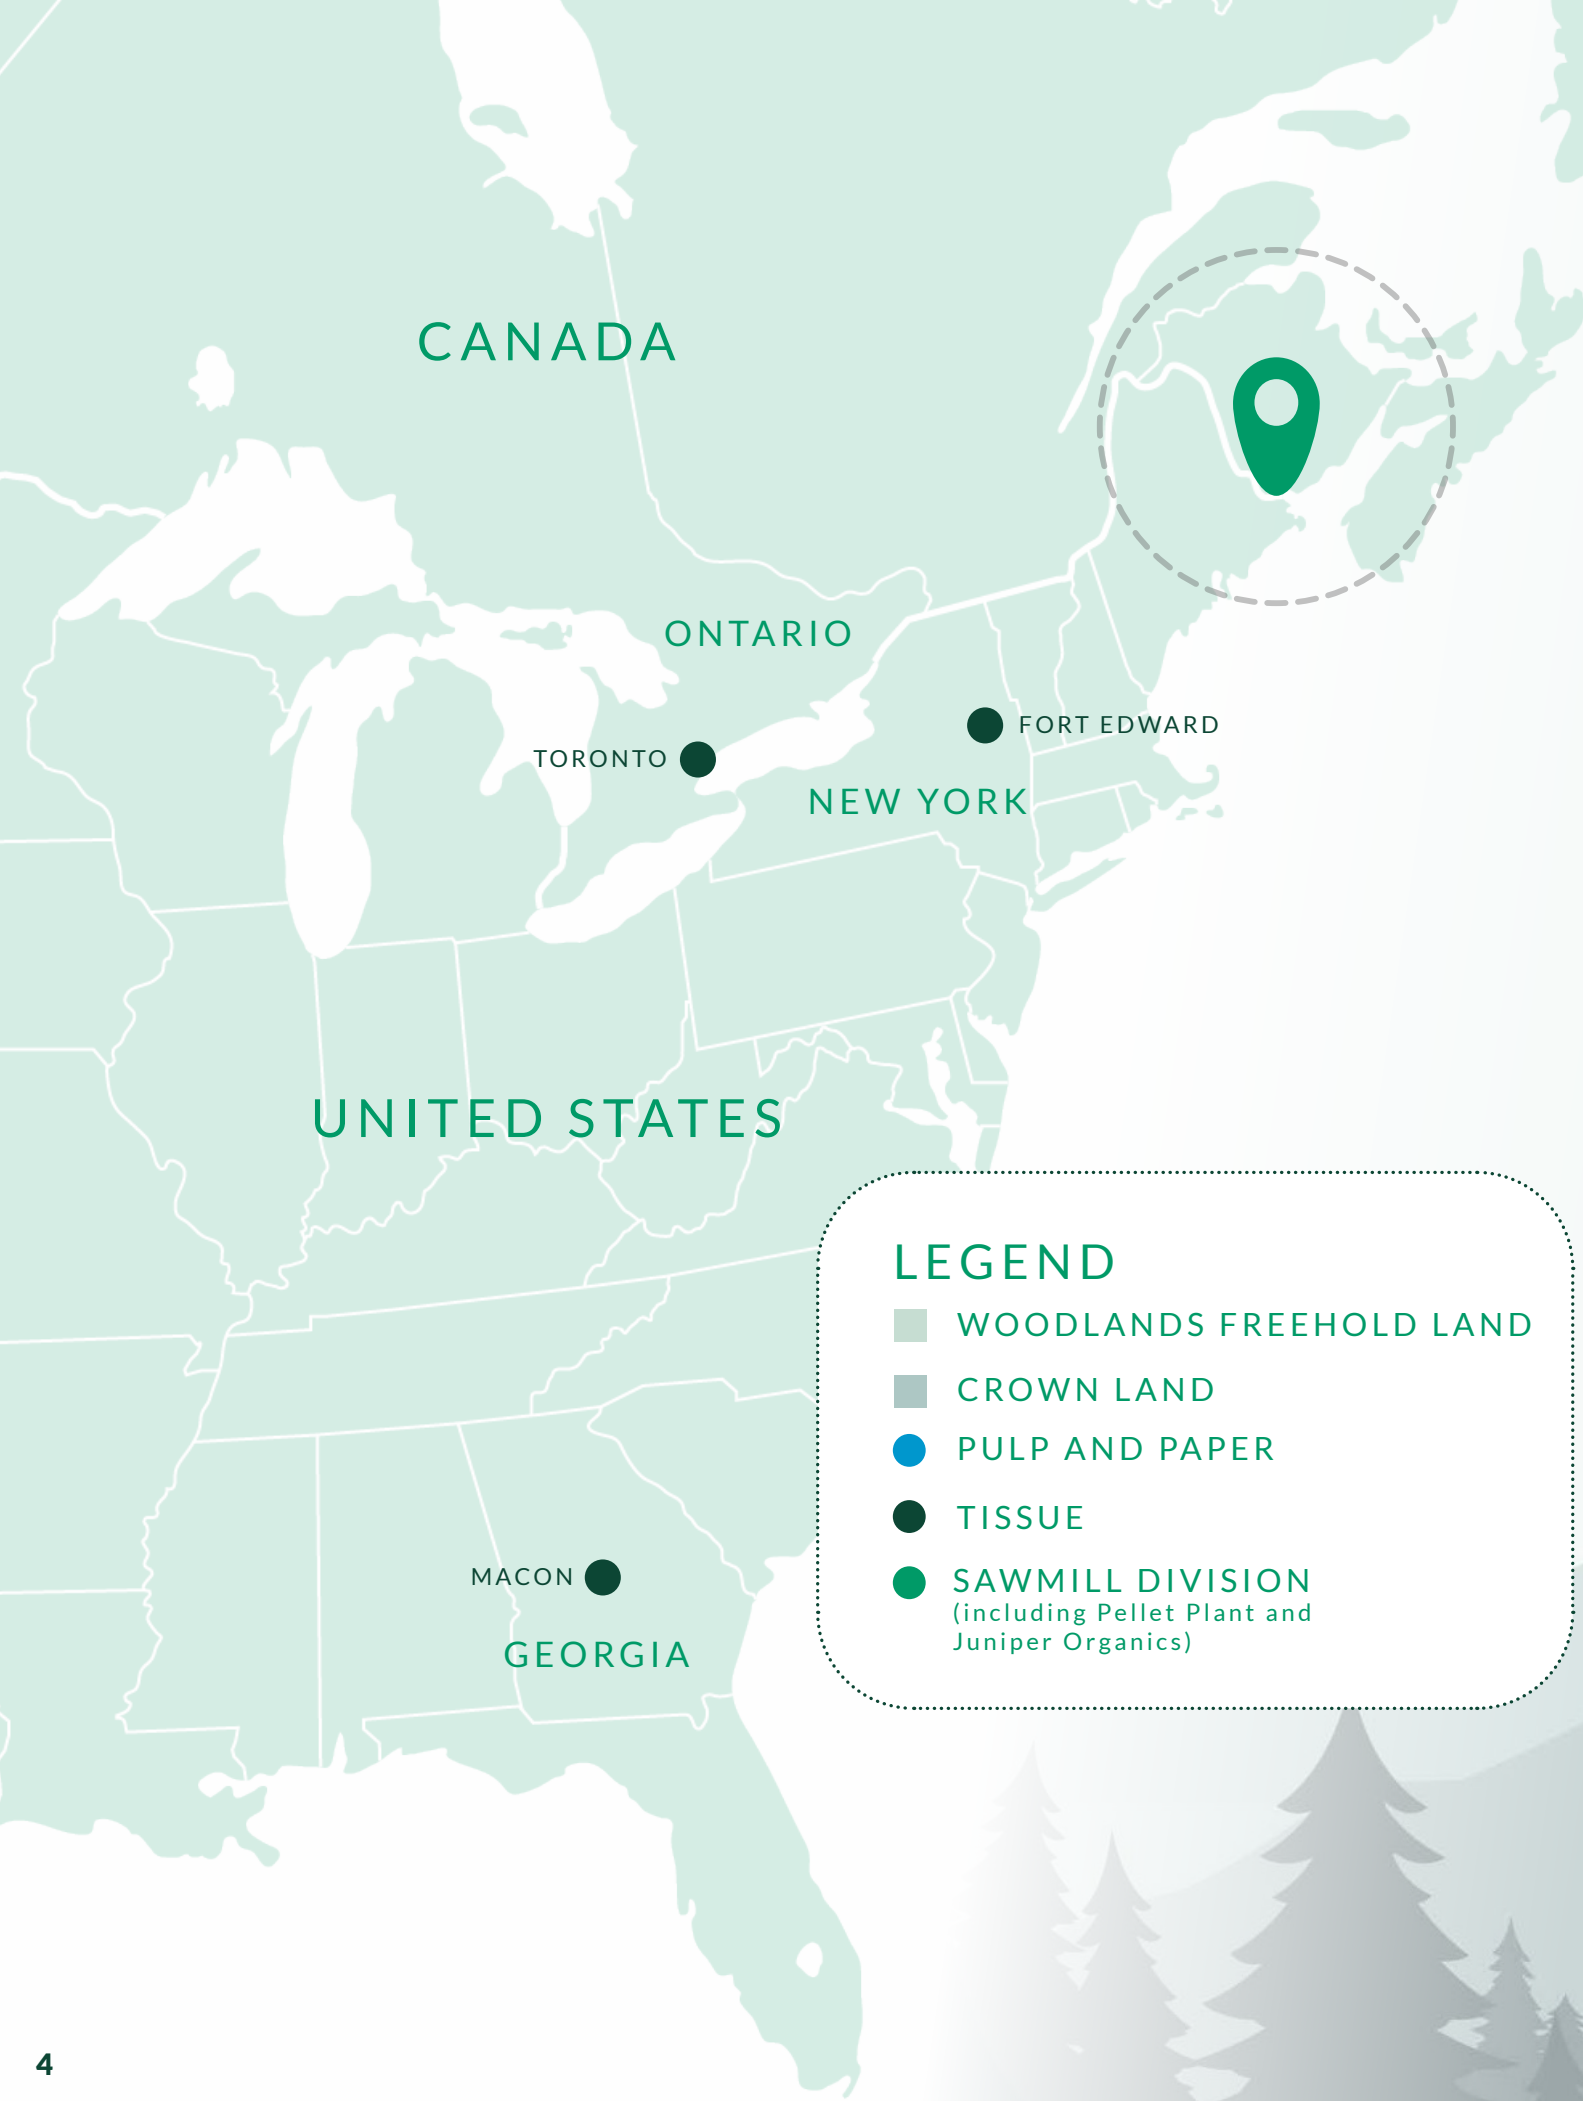 CANADA
ONTARIO
FORT EDWARD
TORONTO
NEW YORK
UNITED STATES
LEGEND
WOODLANDS FREEHOLD LAND
CROWN LAND
PULP AND PAPER
TISSUE
SAWMILL DIVISION
(including Pellet Plant and
Juniper Organics)
MACON
GEORGIA
4